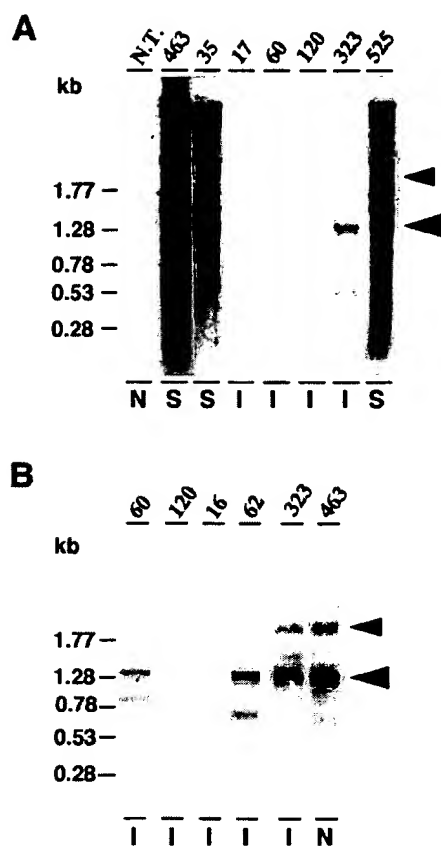 A
N.T. 463 35 17 60 120 323 525
kb
1.77
1.28
0.78
0.53
0.28
N S S I I I I S
B
60 120 16 62 323 463
kb
1.77
1.28
0.78
0.53
0.28
I I I I I N